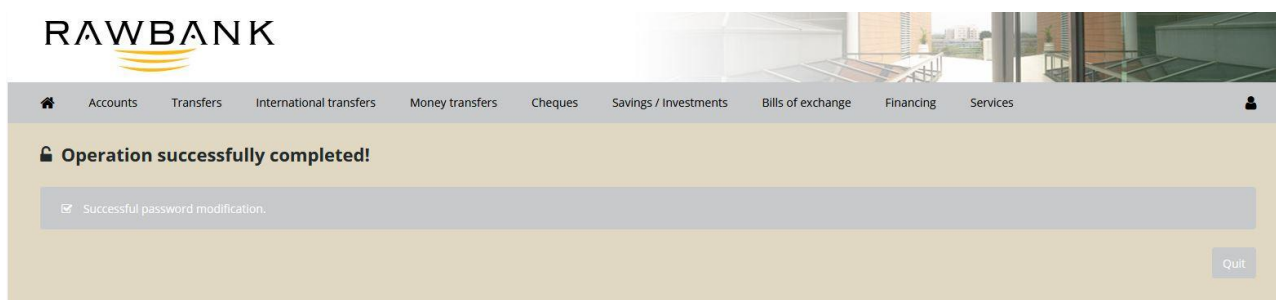 RAWBANK
Accounts Transfers International transfers Money transfers Cheques Savings / Investments Bills of exchange Financing Services
Operation successfully completed!
Successful password modification.
Quit